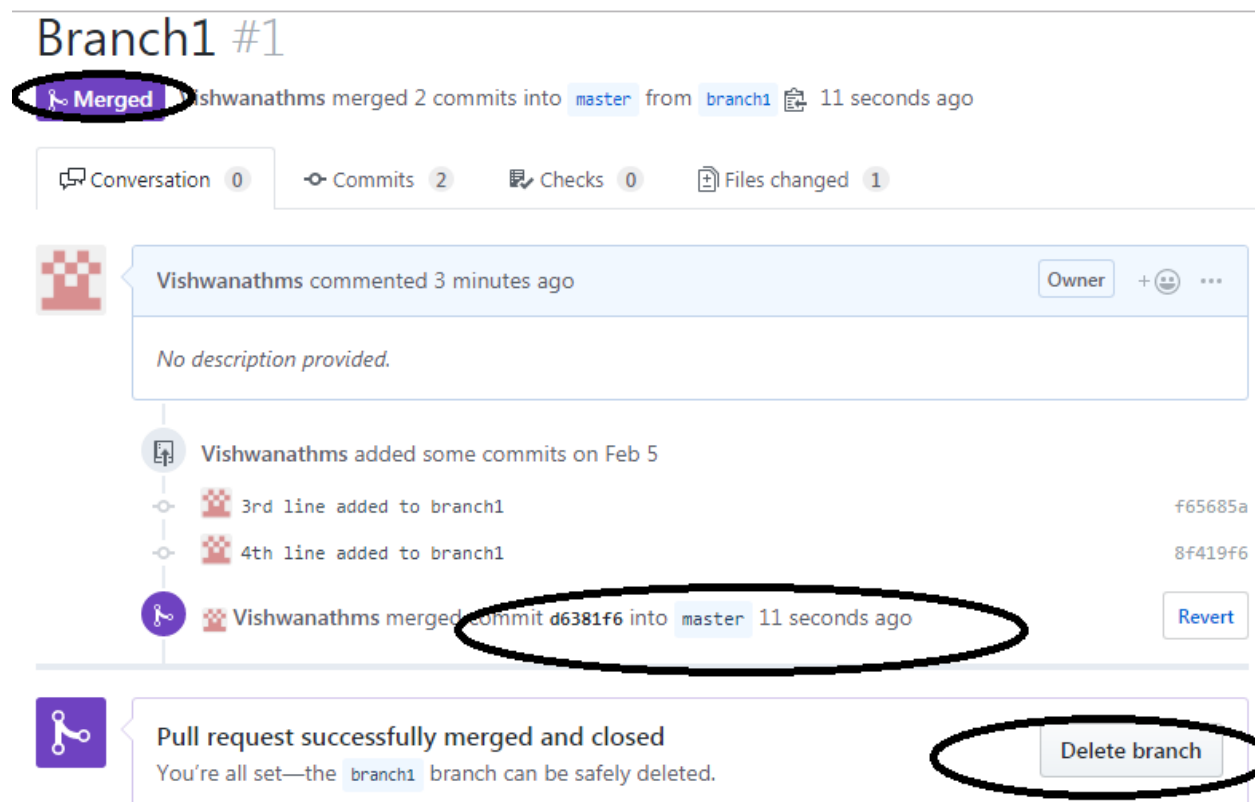 Branch1 #1
Merged Vishwanathms merged 2 commits into master from branch1 11 seconds ago
Conversation 0 Commits 2 Checks 0 Files changed 1
Vishwanathms commented 3 minutes ago Owner + ...
No description provided.
Vishwanathms added some commits on Feb 5
3rd line added to branch1 f65685a
4th line added to branch1 8f419f6
Vishwanathms merged commit d6381f6 into master 11 seconds ago Revert
Pull request successfully merged and closed
You're all set—the branch1 branch can be safely deleted. Delete branch